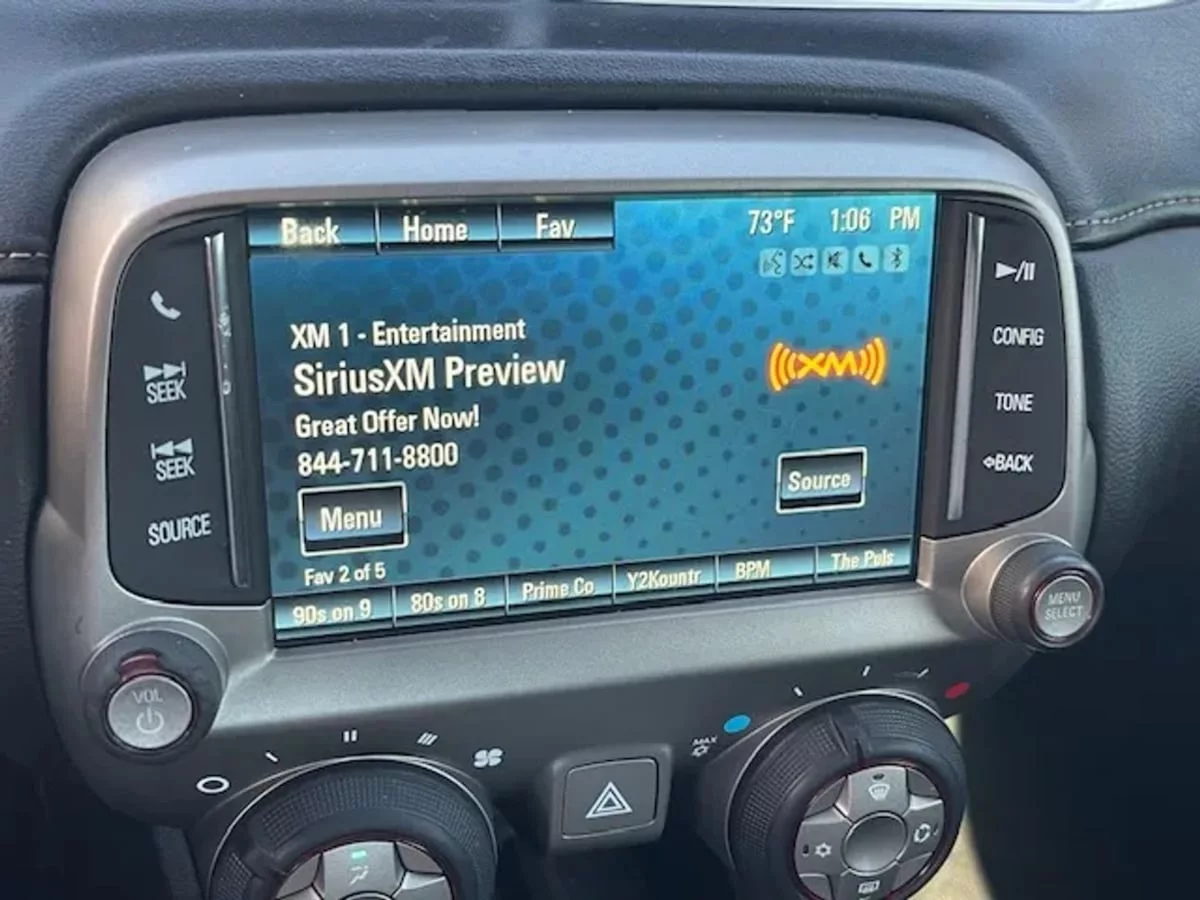 Back Home Fav
73°F 1:06 PM
XM 1 - Entertainment
SiriusXM Preview
Great Offer Now!
844-711-8800
((XM))
Menu
Source
Fav 2 of 5
90s on 9 80s on 8 Prime Co Y2Kountr BPM The Puls
SEEK
SEEK
SOURCE
VOL
CONFIG
TONE
BACK
MENU
SELECT
MAX